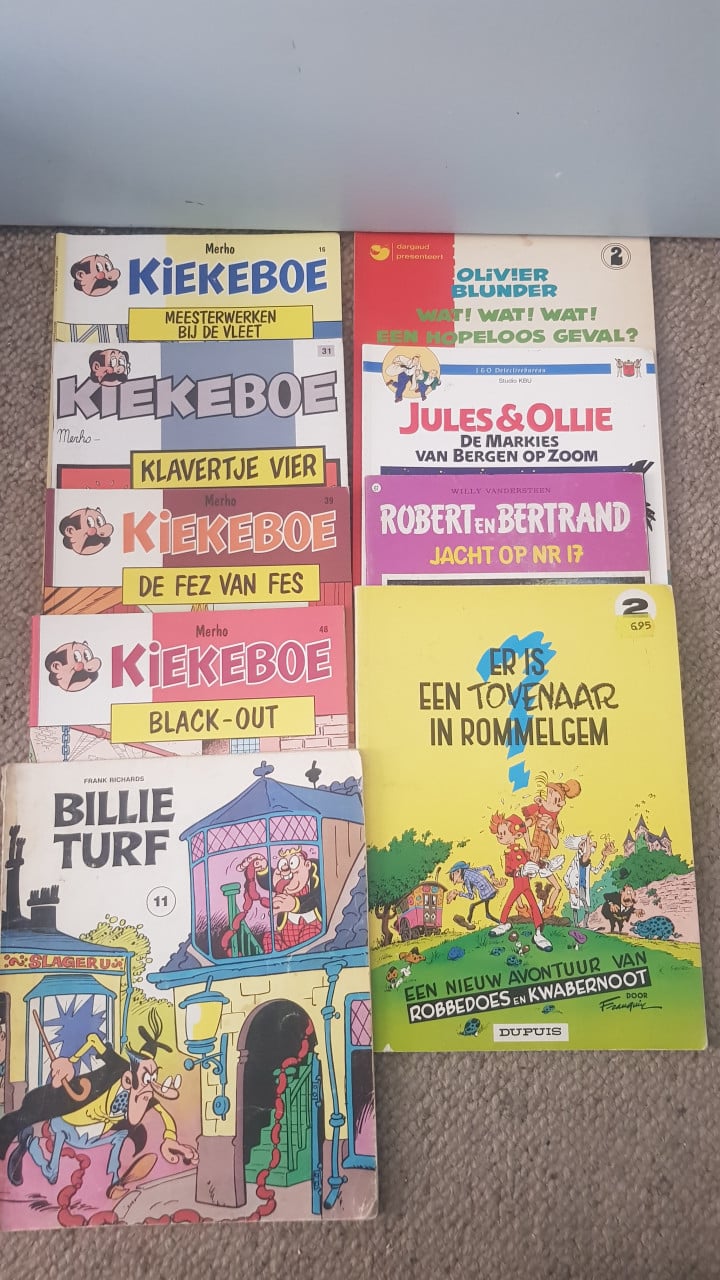 Merho
16
KIEKEBOE
MEESTERWERKEN
BIJ DE VLEET
31
KIEKEBOE
Merho
KLAVERTJE VIER
Merho
39
KIEKEBOE
DE FEZ VAN FES
Merho
48
KIEKEBOE
BLACK-OUT
FRANK RICHARDS
BILLIE
TURF
11
SLAGERIJ
dargaud
presenteert
2
OLIVIER
BLUNDER
WAT! WAT! WAT!
EEN HOPELOOS GEVAL?
J&O Detectivebureau
Studio KBU
JULES & OLLIE
DE MARKIES
VAN BERGEN OP ZOOM
WILLY VANDERSTEEN
ROBERT EN BERTRAND
JACHT OP NR 17
2
6.95
?
ER IS
EEN TOVENAAR
IN ROMMELGEM
EEN NIEUW AVONTUUR VAN
ROBBEDOES EN KWABERNOOT
DOOR
Franquin
DUPUIS